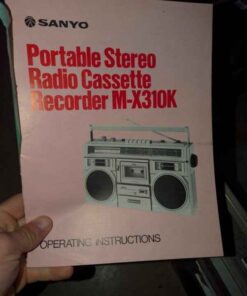 SANYO
Portable Stereo
Radio Cassette
Recorder M-X310K
OPERATING INSTRUCTIONS